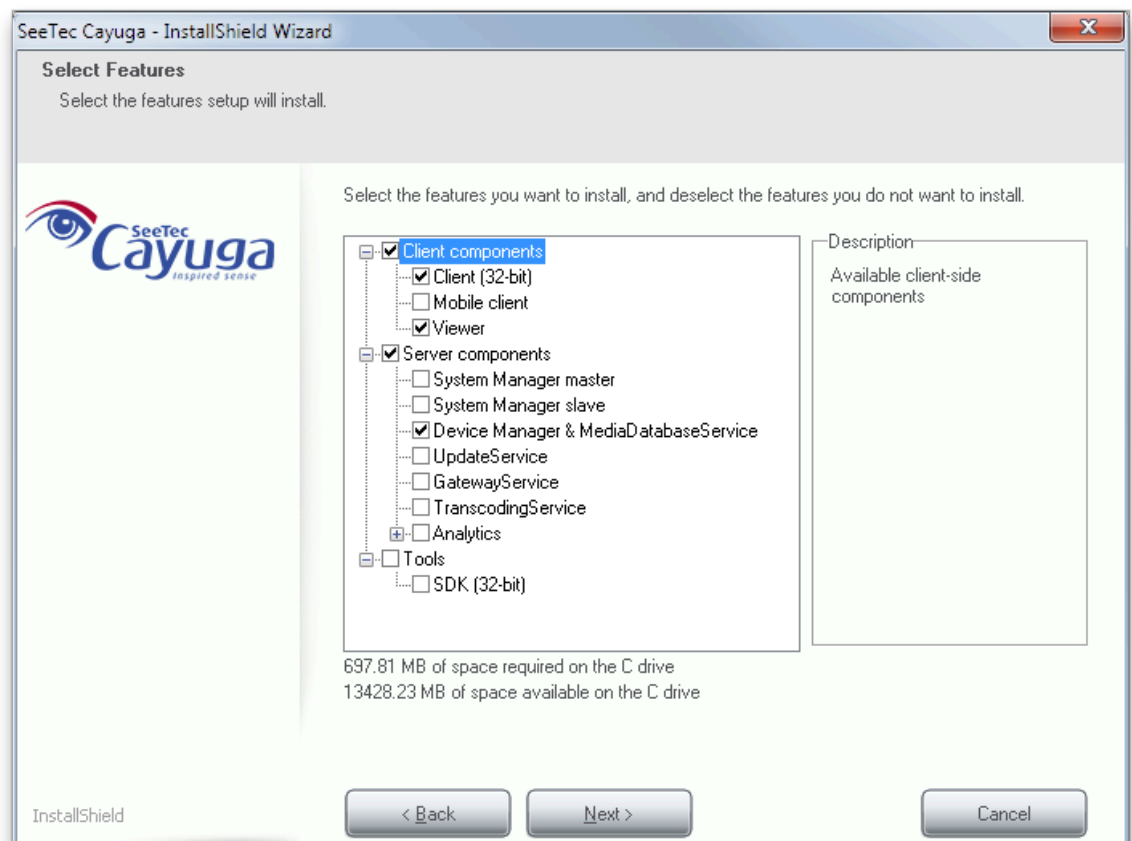 SeeTec Cayuga - InstallShield Wizard
Select Features
Select the features setup will install.
SeeTec
Cayuga
inspired sense
Select the features you want to install, and deselect the features you do not want to install.
Client components
Client (32-bit)
Mobile client
Viewer
Server components
System Manager master
System Manager slave
Device Manager & MediaDatabaseService
UpdateService
GatewayService
TranscodingService
Analytics
Tools
SDK (32-bit)
Description
Available client-side
components
697.81 MB of space required on the C drive
13428.23 MB of space available on the C drive
InstallShield
< Back
Next >
Cancel